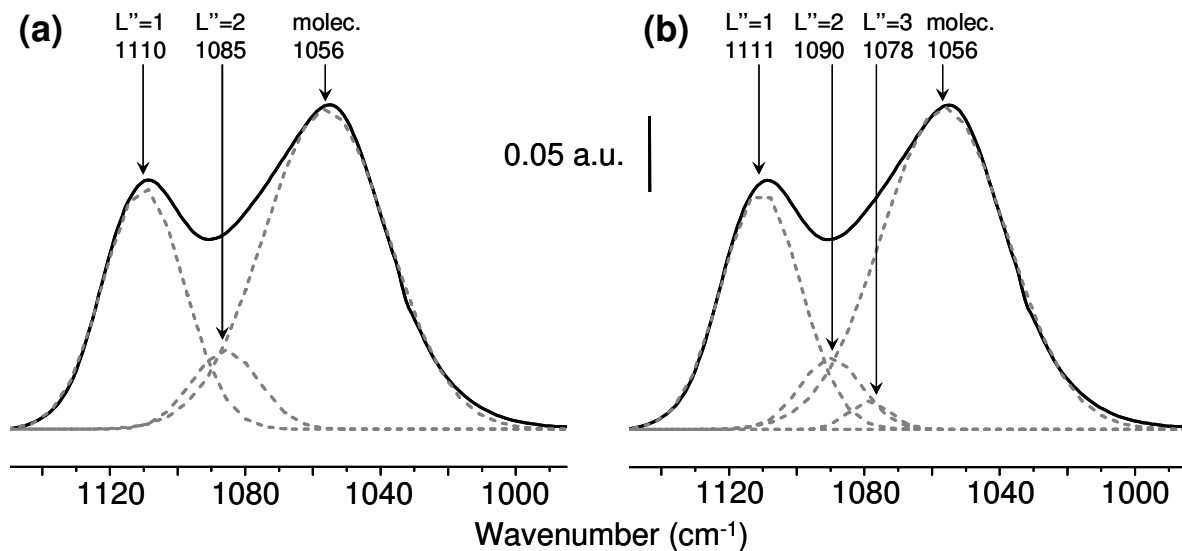 (a)
L”=1 L”=2 molec.
1110 1085 1056
(b)
L”=1 L”=2 L”=3 molec.
1111 1090 1078 1056
0.05 a.u.
1120 1080 1040 1000
1120 1080 1040 1000
Wavenumber (cm⁻¹)